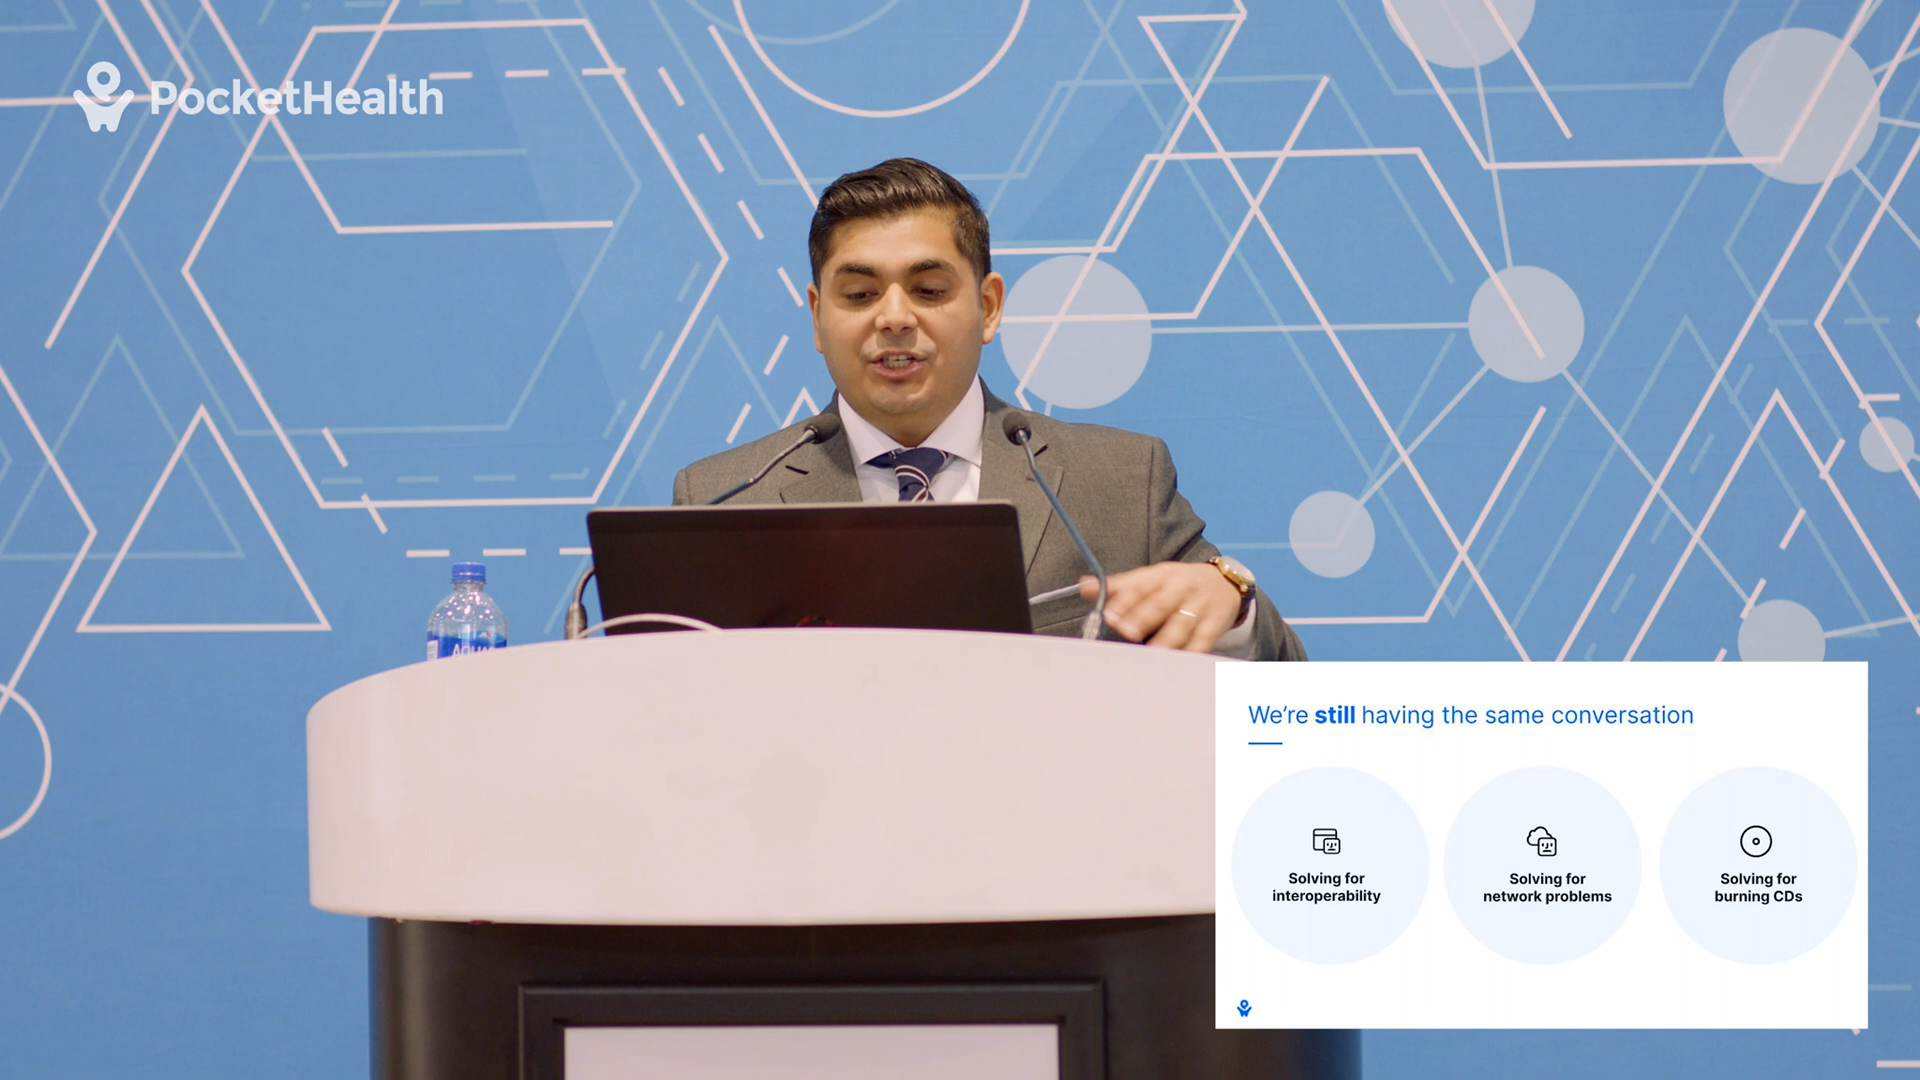 PocketHealth
We're still having the same conversation
Solving for
interoperability
Solving for
network problems
Solving for
burning CDs